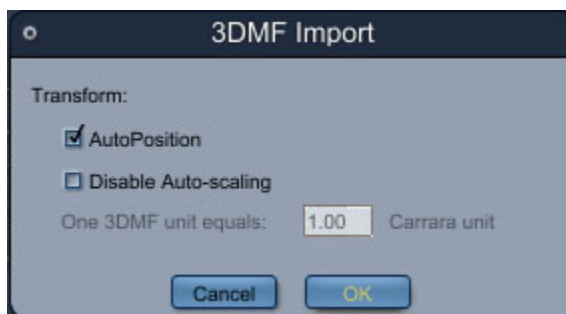 3DMF Import
Transform:
AutoPosition
Disable Auto-scaling
One 3DMF unit equals: 1.00 Carrara unit
Cancel OK